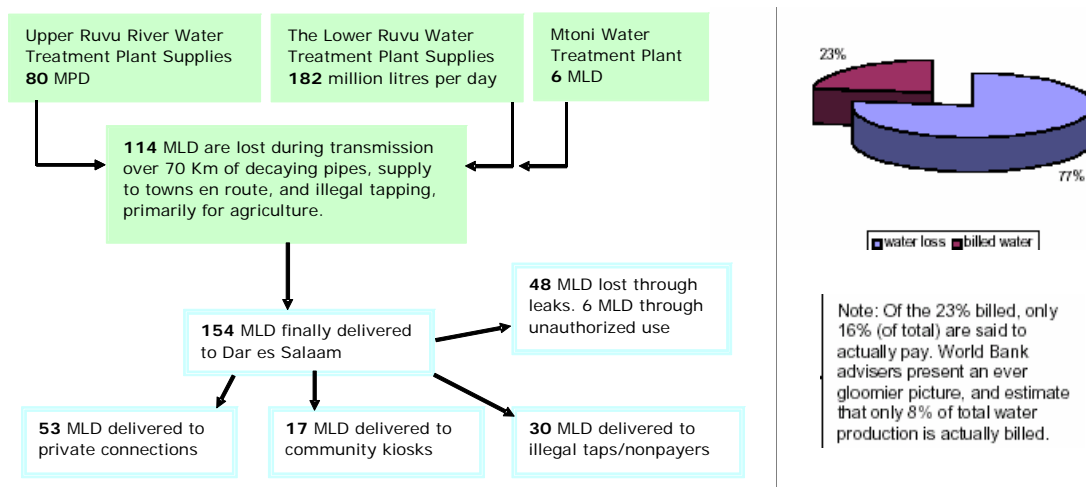 Upper Ruvu River Water
Treatment Plant Supplies
80 MPD
The Lower Ruvu Water
Treatment Plant Supplies
182 million litres per day
Mtoni Water
Treatment Plant
6 MLD
114 MLD are lost during transmission
over 70 Km of decaying pipes, supply
to towns en route, and illegal tapping,
primarily for agriculture.
48 MLD lost through
leaks. 6 MLD through
unauthorized use
154 MLD finally delivered
to Dar es Salaam
53 MLD delivered to
private connections
17 MLD delivered to
community kiosks
30 MLD delivered to
illegal taps/nonpayers
23%
77%
water loss
billed water
Note: Of the 23% billed, only
16% (of total) are said to
actually pay. World Bank
advisers present an ever
gloomier picture, and estimate
that only 8% of total water
production is actually billed.